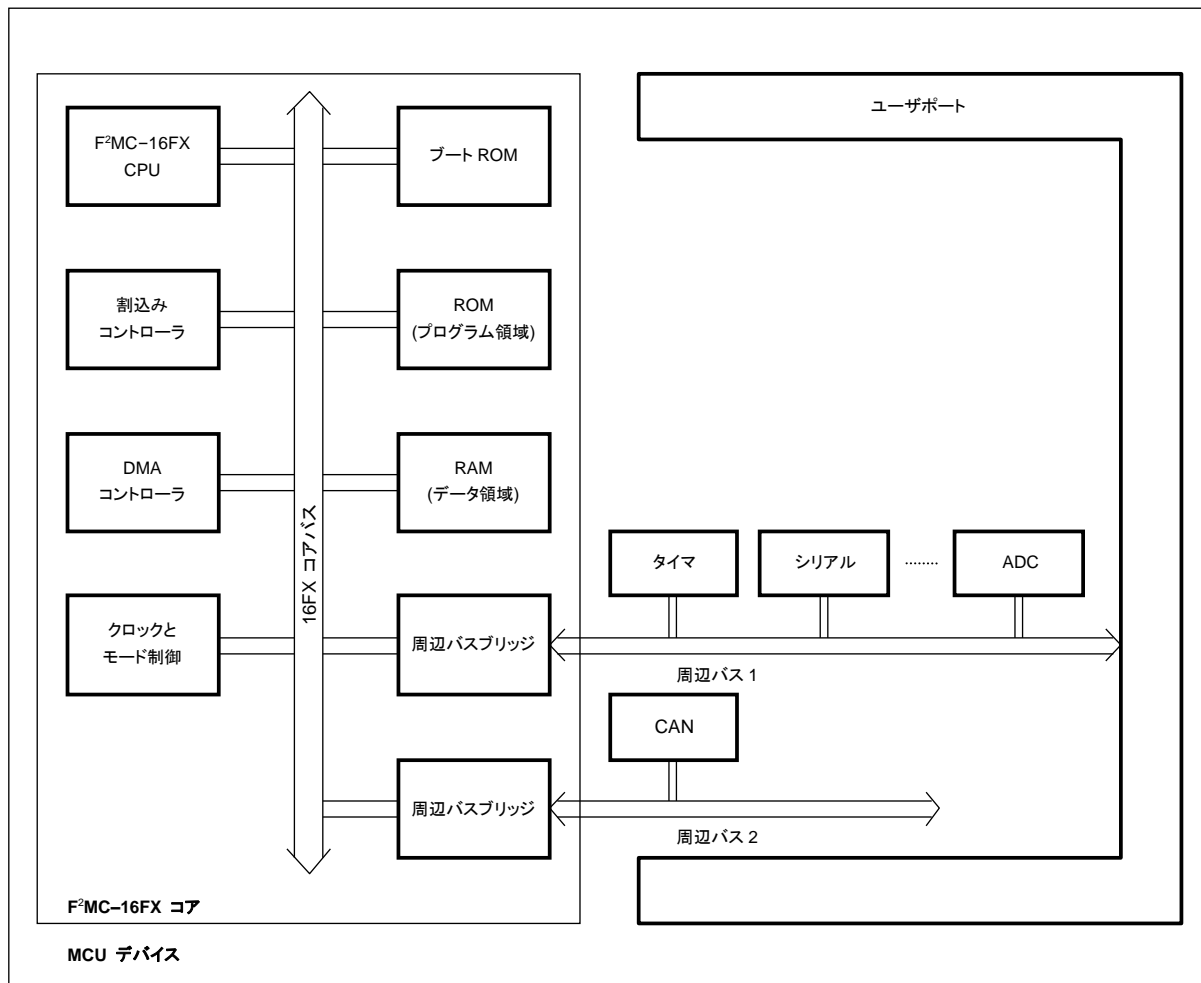 ユーザポート
F²MC−16FX
CPU
ブート ROM
割込み
コントローラ
ROM
(プログラム領域)
DMA
コントローラ
RAM
(データ領域)
16FX コアバス
タイマ
シリアル
........
ADC
クロックと
モード制御
周辺バスブリッジ
周辺バス 1
CAN
周辺バスブリッジ
周辺バス 2
F²MC−16FX コア
MCU デバイス